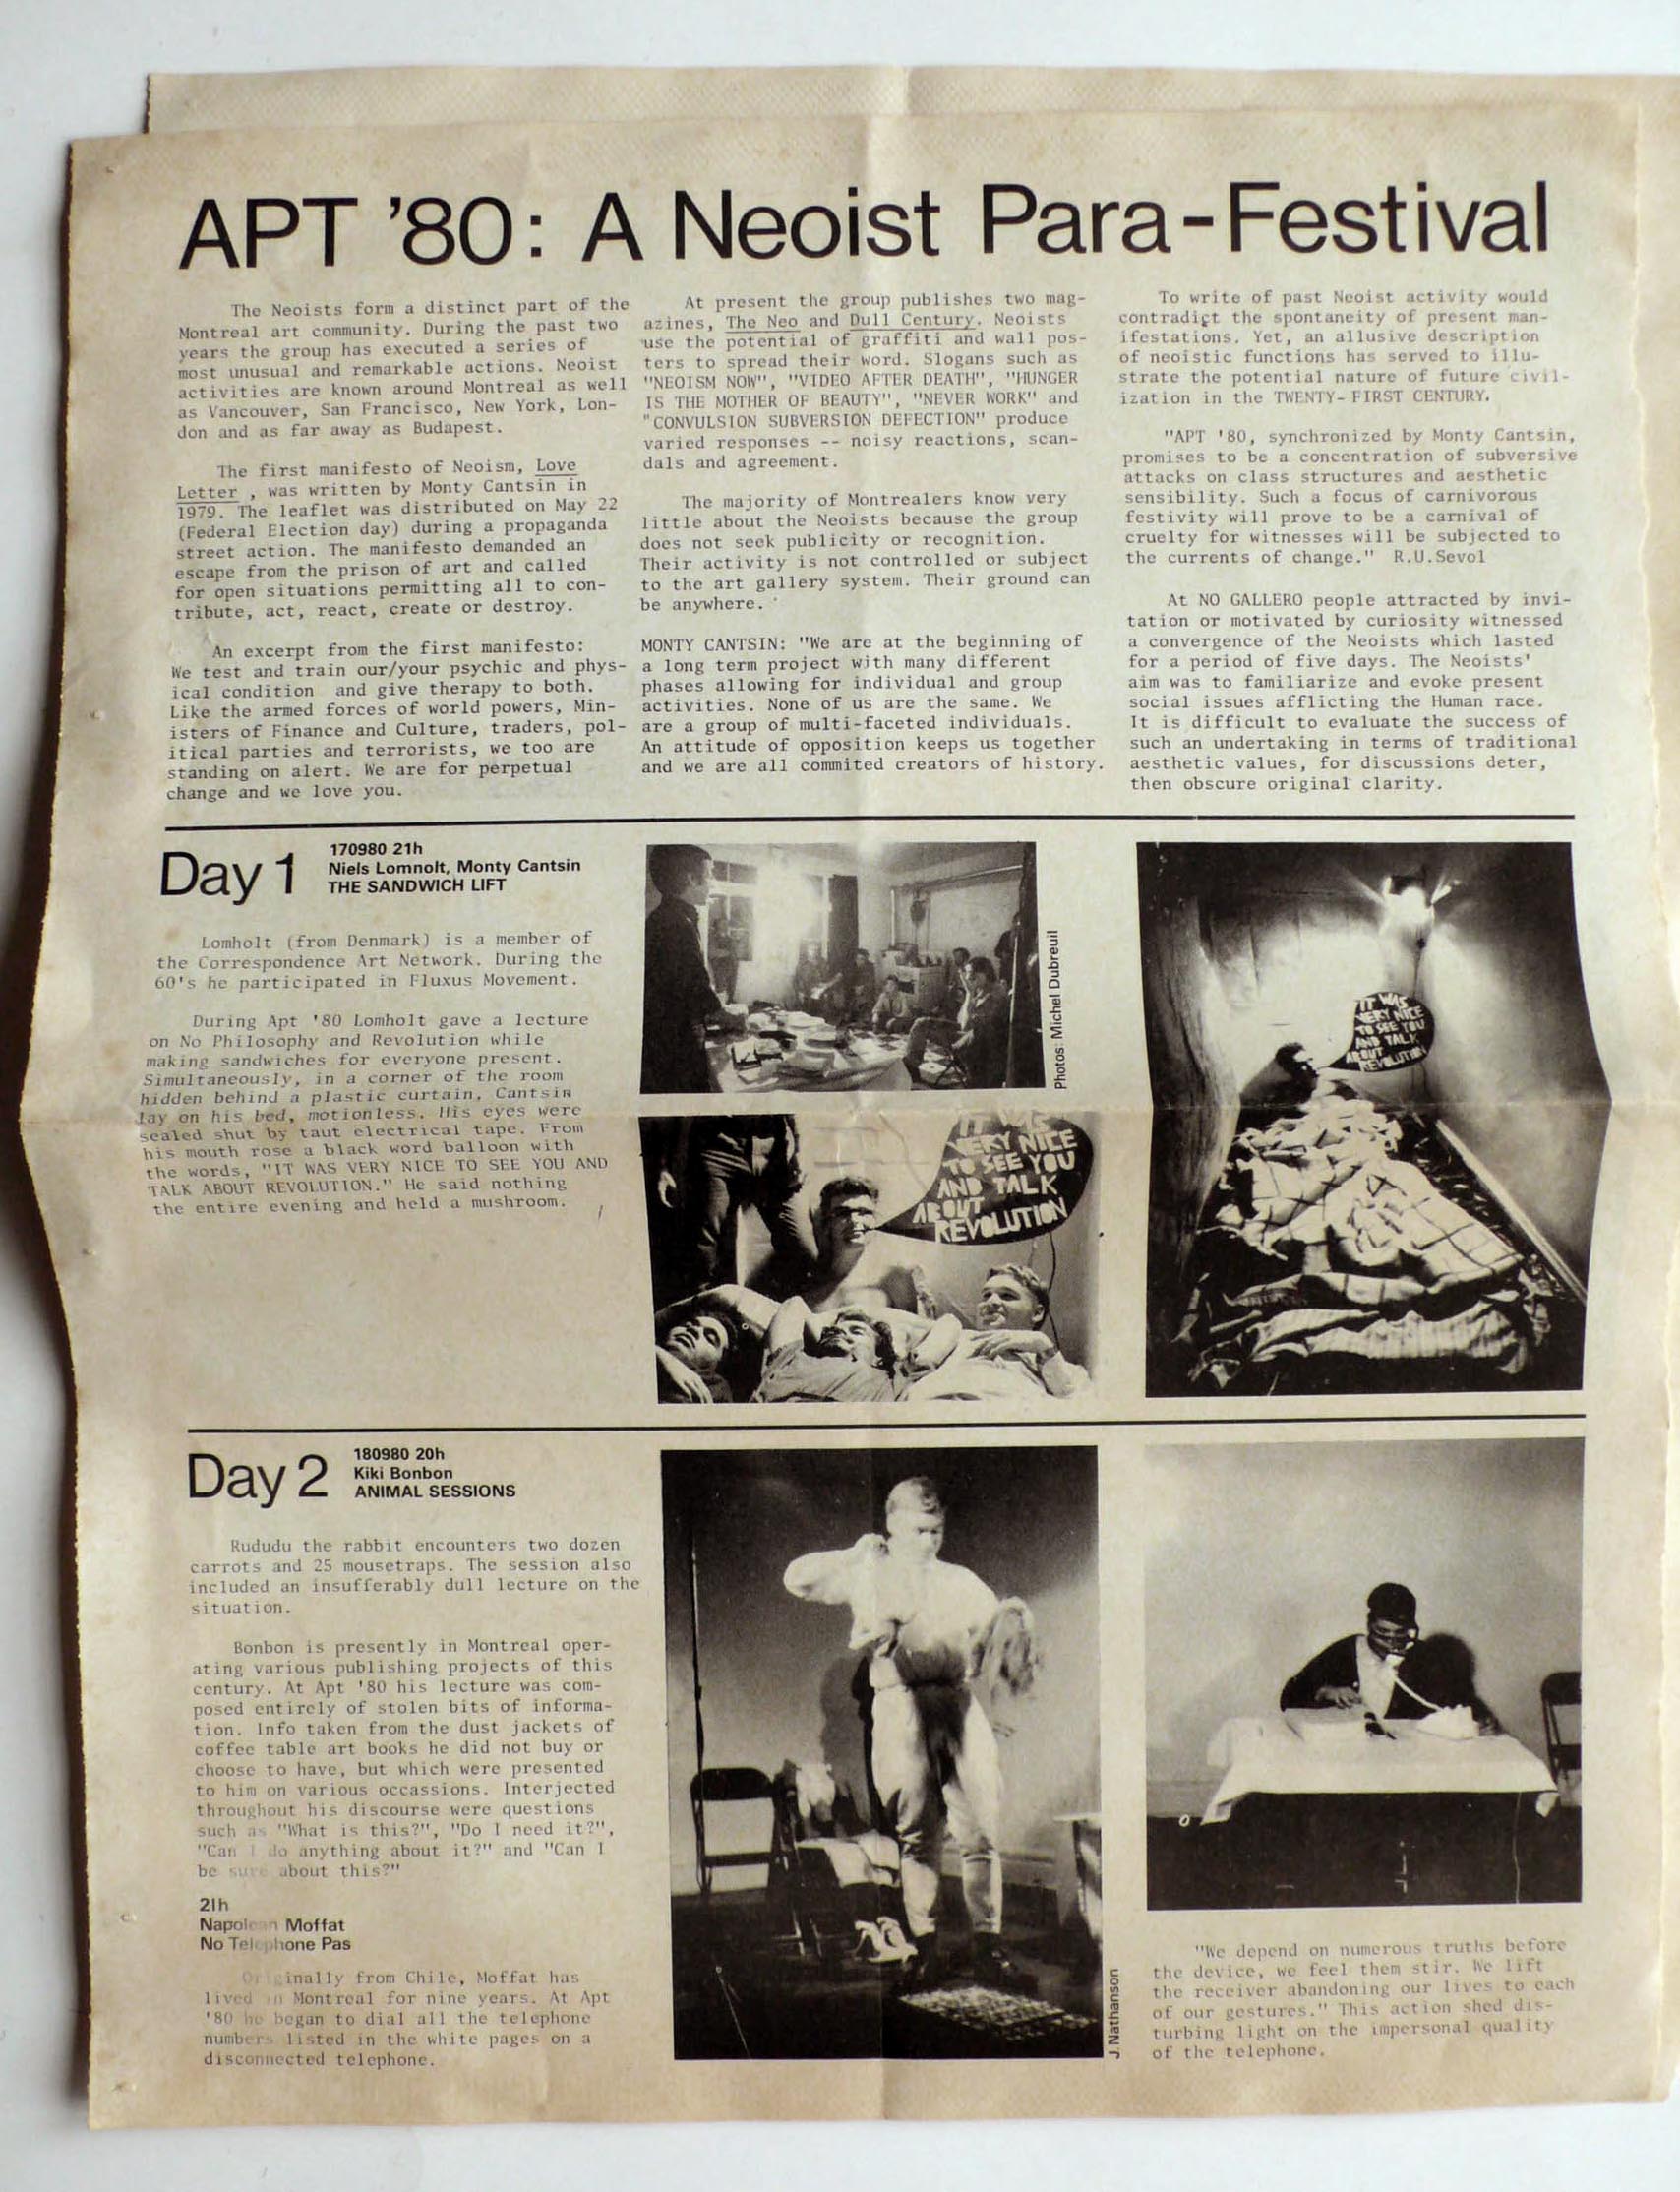 APT '80: A Neoist Para-Festival
The Neoists form a distinct part of the
Montreal art community. During the past two
years the group has executed a series of
most unusual and remarkable actions. Neoist
activities are known around Montreal as well
as Vancouver, San Francisco, New York, Lon-
don and as far away as Budapest.
The first manifesto of Neoism, Love
Letter , was written by Monty Cantsin in
1979. The leaflet was distributed on May 22
(Federal Election day) during a propaganda
street action. The manifesto demanded an
escape from the prison of art and called
for open situations permitting all to con-
tribute, act, react, create or destroy.
An excerpt from the first manifesto:
We test and train our/your psychic and phys-
ical condition and give therapy to both.
Like the armed forces of world powers, Min-
isters of Finance and Culture, traders, pol-
itical parties and terrorists, we too are
standing on alert. We are for perpetual
change and we love you.
At present the group publishes two mag-
azines, The Neo and Dull Century. Neoists
use the potential of graffiti and wall pos-
ters to spread their word. Slogans such as
"NEOISM NOW", "VIDEO AFTER DEATH", "HUNGER
IS THE MOTHER OF BEAUTY", "NEVER WORK" and
"CONVULSION SUBVERSION DEFECTION" produce
varied responses -- noisy reactions, scan-
dals and agreement.
The majority of Montrealers know very
little about the Neoists because the group
does not seek publicity or recognition.
Their activity is not controlled or subject
to the art gallery system. Their ground can
be anywhere.
MONTY CANTSIN: "We are at the beginning of
a long term project with many different
phases allowing for individual and group
activities. None of us are the same. We
are a group of multi-faceted individuals.
An attitude of opposition keeps us together
and we are all commited creators of history.
To write of past Neoist activity would
contradict the spontaneity of present man-
ifestations. Yet, an allusive description
of neoistic functions has served to illu-
strate the potential nature of future civil-
ization in the TWENTY- FIRST CENTURY.
"APT '80, synchronized by Monty Cantsin,
promises to be a concentration of subversive
attacks on class structures and aesthetic
sensibility. Such a focus of carnivorous
festivity will prove to be a carnival of
cruelty for witnesses will be subjected to
the currents of change." R.U.Sevol
At NO GALLERO people attracted by invi-
tation or motivated by curiosity witnessed
a convergence of the Neoists which lasted
for a period of five days. The Neoists'
aim was to familiarize and evoke present
social issues afflicting the Human race.
It is difficult to evaluate the success of
such an undertaking in terms of traditional
aesthetic values, for discussions deter,
then obscure original clarity.
Day 1
170980 21h
Niels Lomnolt, Monty Cantsin
THE SANDWICH LIFT
Lomholt (from Denmark) is a member of
the Correspondence Art Network. During the
60's he participated in Fluxus Movement.
During Apt '80 Lomholt gave a lecture
on No Philosophy and Revolution while
making sandwiches for everyone present.
Simultaneously, in a corner of the room
hidden behind a plastic curtain, Cantsin
lay on his bed, motionless. His eyes were
sealed shut by taut electrical tape. From
his mouth rose a black word balloon with
the words, "IT WAS VERY NICE TO SEE YOU AND
TALK ABOUT REVOLUTION." He said nothing
the entire evening and held a mushroom.
Photos: Michel Dubreuil
IT WAS
VERY NICE
TO SEE YOU
AND TALK
ABOUT
REVOLUTION
IT WAS
VERY NICE
TO SEE YOU
AND TALK
ABOUT
REVOLUTION
Day 2
180980 20h
Kiki Bonbon
ANIMAL SESSIONS
Rududu the rabbit encounters two dozen
carrots and 25 mousetraps. The session also
included an insufferably dull lecture on the
situation.
Bonbon is presently in Montreal oper-
ating various publishing projects of this
century. At Apt '80 his lecture was com-
posed entirely of stolen bits of informa-
tion. Info taken from the dust jackets of
coffee table art books he did not buy or
choose to have, but which were presented
to him on various occassions. Interjected
throughout his discourse were questions
such as "What is this?", "Do I need it?",
"Can I do anything about it?" and "Can I
be sure about this?"
21h
Napolean Moffat
No Telephone Pas
Originally from Chile, Moffat has
lived in Montreal for nine years. At Apt
'80 he began to dial all the telephone
numbers listed in the white pages on a
disconnected telephone.
J.Nathanson
"We depend on numerous truths before
the device, we feel them stir. We lift
the receiver abandoning our lives to each
of our gestures." This action shed dis-
turbing light on the impersonal quality
of the telephone.